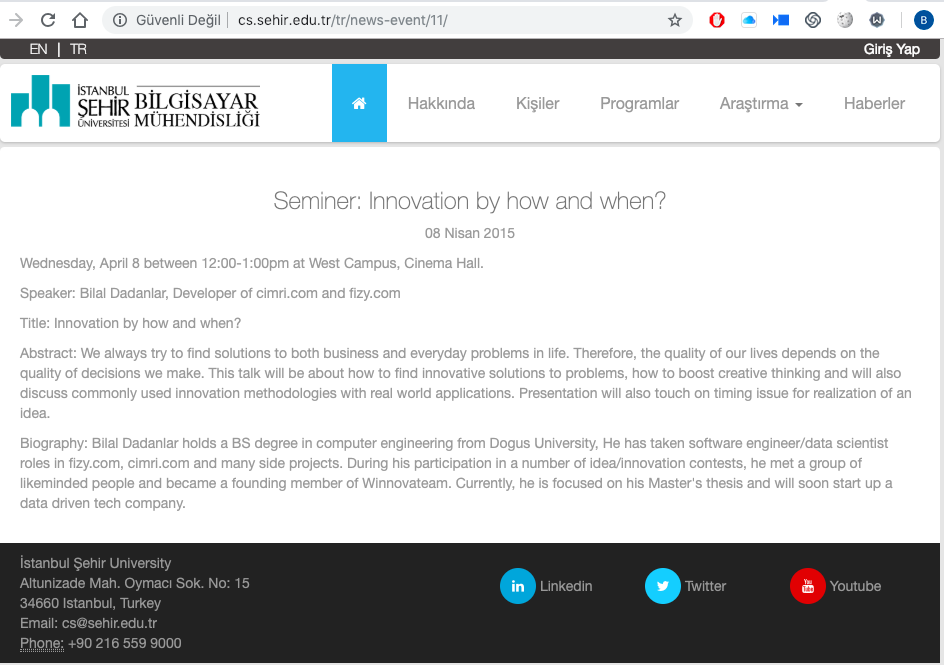 Güvenli Değil | cs.sehir.edu.tr/tr/news-event/11/
B
EN | TR
Giriş Yap
İSTANBUL
ŞEHİR
ÜNİVERSİTESİ
BİLGİSAYAR
MÜHENDİSLİĞİ
Hakkında
Kişiler
Programlar
Araştırma
Haberler
Seminer: Innovation by how and when?
08 Nisan 2015
Wednesday, April 8 between 12:00-1:00pm at West Campus, Cinema Hall.
Speaker: Bilal Dadanlar, Developer of cimri.com and fizy.com
Title: Innovation by how and when?
Abstract: We always try to find solutions to both business and everyday problems in life. Therefore, the quality of our lives depends on the
quality of decisions we make. This talk will be about how to find innovative solutions to problems, how to boost creative thinking and will also
discuss commonly used innovation methodologies with real world applications. Presentation will also touch on timing issue for realization of an
idea.
Biography: Bilal Dadanlar holds a BS degree in computer engineering from Dogus University, He has taken software engineer/data scientist
roles in fizy.com, cimri.com and many side projects. During his participation in a number of idea/innovation contests, he met a group of
likeminded people and became a founding member of Winnovateam. Currently, he is focused on his Master's thesis and will soon start up a
data driven tech company.
İstanbul Şehir University
Altunizade Mah. Oymacı Sok. No: 15
34660 Istanbul, Turkey
Email: cs@sehir.edu.tr
Phone: +90 216 559 9000
in Linkedin
Twitter
You Tube Youtube